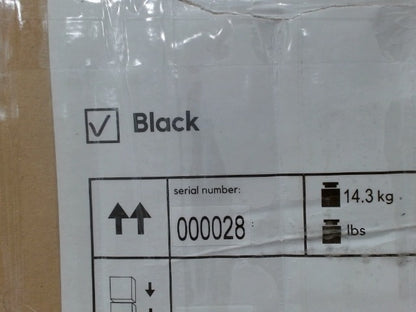 Black
serial number:
000028
14.3 kg
lbs